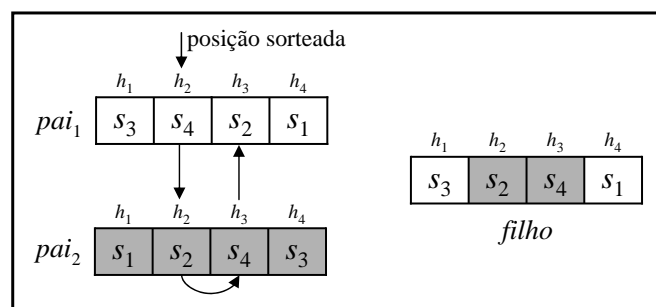 posição sorteada
h₁ h₂ h₃ h₄
pai₁ s₃ s₄ s₂ s₁
h₁ h₂ h₃ h₄
pai₂ s₁ s₂ s₄ s₃
h₁ h₂ h₃ h₄
s₃ s₂ s₄ s₁
filho